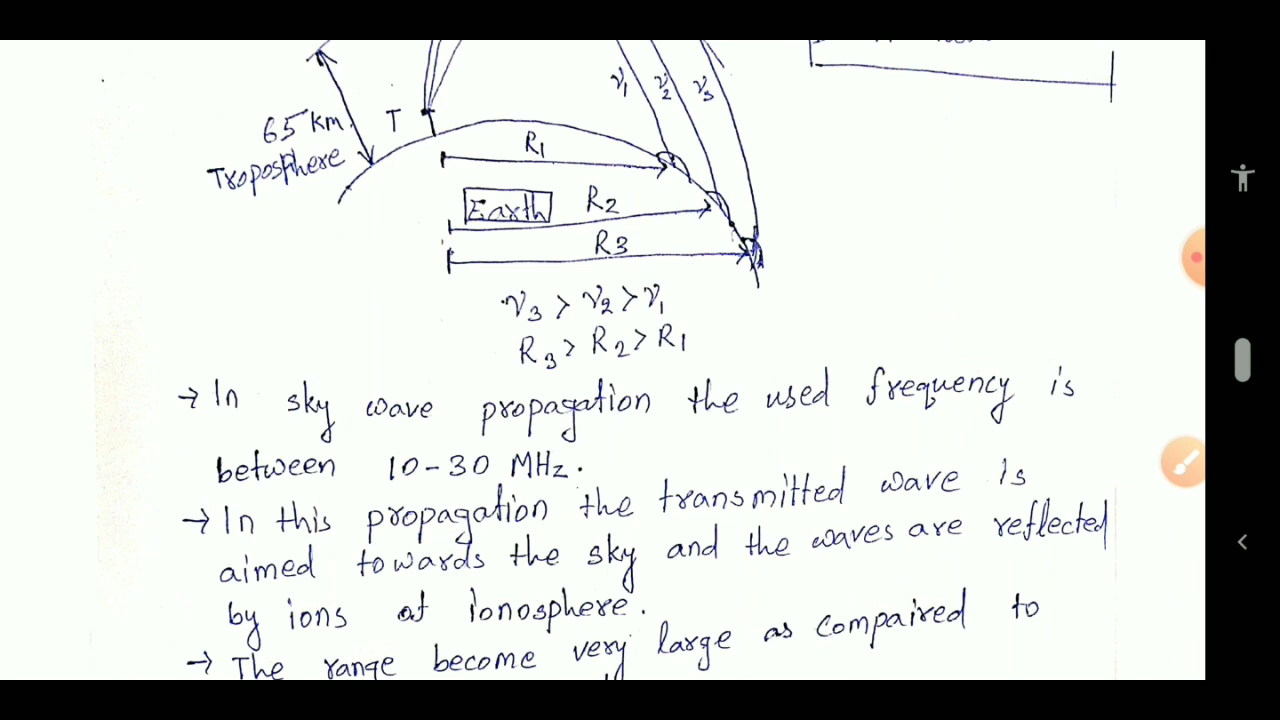 ν1 ν2 ν3
65 Km.
T
Troposphere
R1
Earth
R2
R3
ν3 > ν2 > ν1
R3 > R2 > R1
→ In sky wave propagation the used frequency is
between 10-30 MHz.
→ In this propagation the transmitted wave is
aimed towards the sky and the waves are reflected
by ions at ionosphere.
→ The range become very large as compaired to